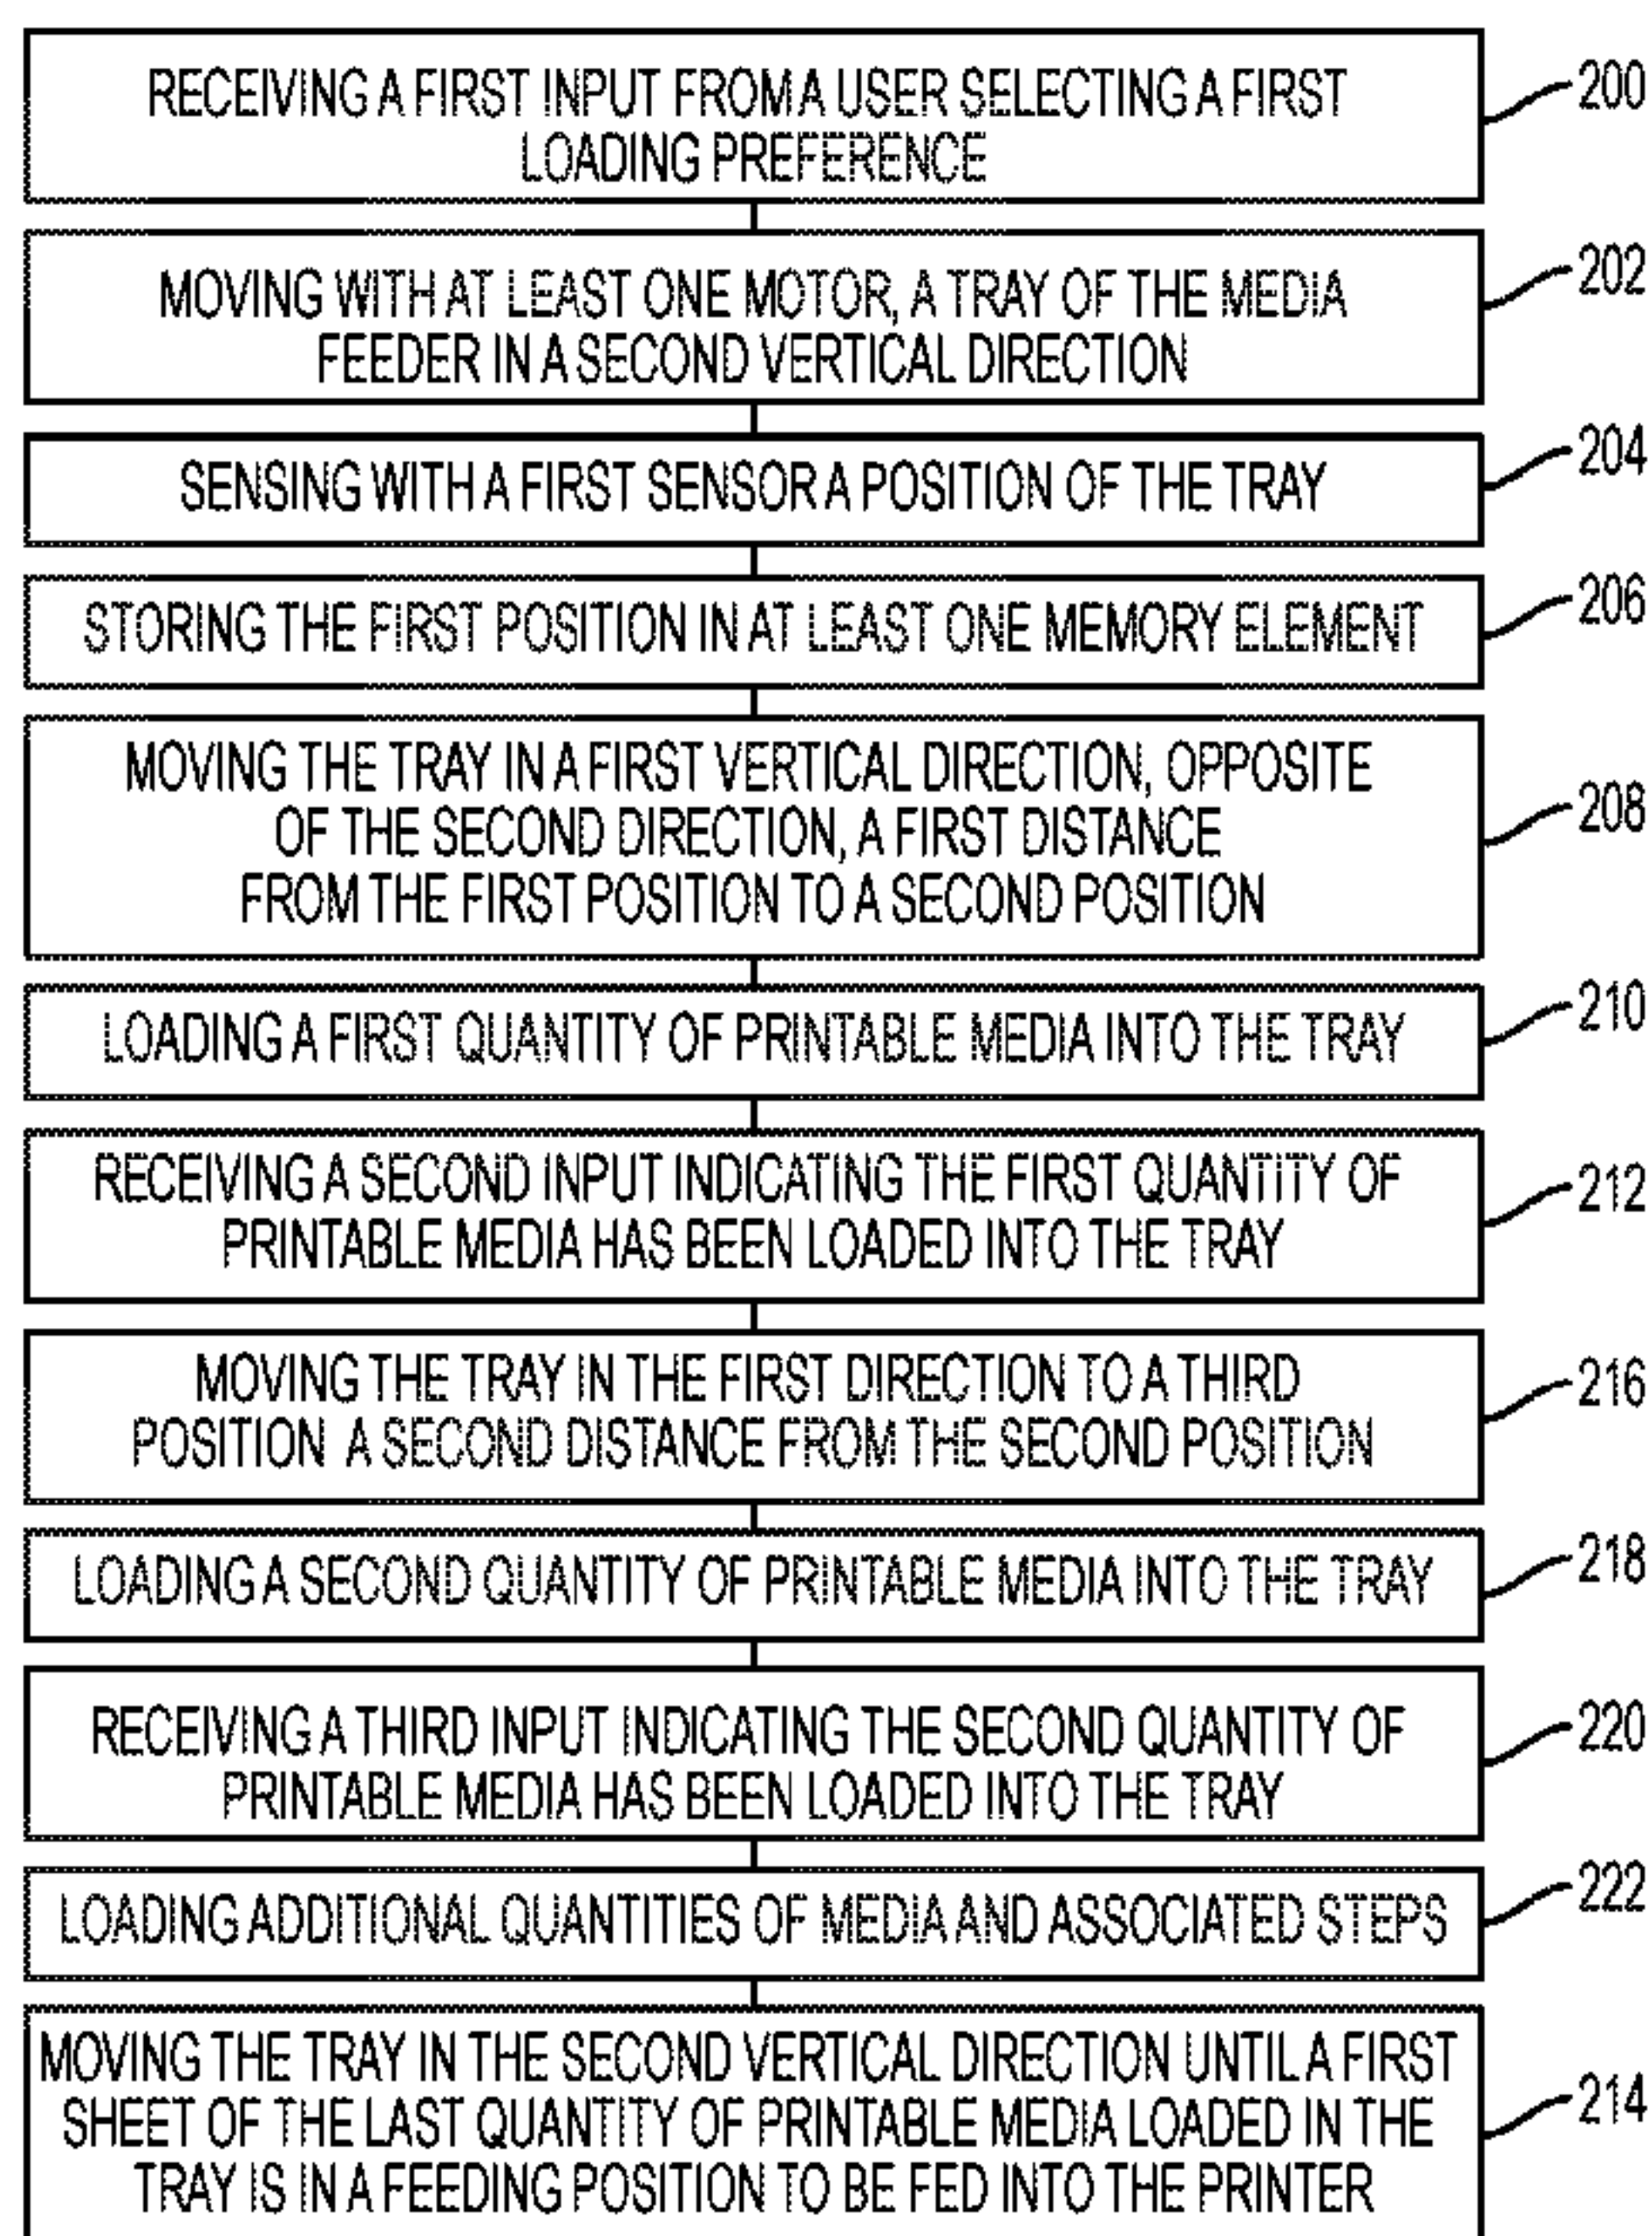 RECEIVING A FIRST INPUT FROM A USER SELECTING A FIRST
LOADING PREFERENCE
200
MOVING WITH AT LEAST ONE MOTOR, A TRAY OF THE MEDIA
FEEDER IN A SECOND VERTICAL DIRECTION
202
SENSING WITH A FIRST SENSOR A POSITION OF THE TRAY
204
STORING THE FIRST POSITION IN AT LEAST ONE MEMORY ELEMENT
206
MOVING THE TRAY IN A FIRST VERTICAL DIRECTION, OPPOSITE
OF THE SECOND DIRECTION, A FIRST DISTANCE
FROM THE FIRST POSITION TO A SECOND POSITION
208
LOADING A FIRST QUANTITY OF PRINTABLE MEDIA INTO THE TRAY
210
RECEIVING A SECOND INPUT INDICATING THE FIRST QUANTITY OF
PRINTABLE MEDIA HAS BEEN LOADED INTO THE TRAY
212
MOVING THE TRAY IN THE FIRST DIRECTION TO A THIRD
POSITION A SECOND DISTANCE FROM THE SECOND POSITION
216
LOADING A SECOND QUANTITY OF PRINTABLE MEDIA INTO THE TRAY
218
RECEIVING A THIRD INPUT INDICATING THE SECOND QUANTITY OF
PRINTABLE MEDIA HAS BEEN LOADED INTO THE TRAY
220
LOADING ADDITIONAL QUANTITIES OF MEDIA AND ASSOCIATED STEPS
222
MOVING THE TRAY IN THE SECOND VERTICAL DIRECTION UNTIL A FIRST
SHEET OF THE LAST QUANTITY OF PRINTABLE MEDIA LOADED IN THE
TRAY IS IN A FEEDING POSITION TO BE FED INTO THE PRINTER
214